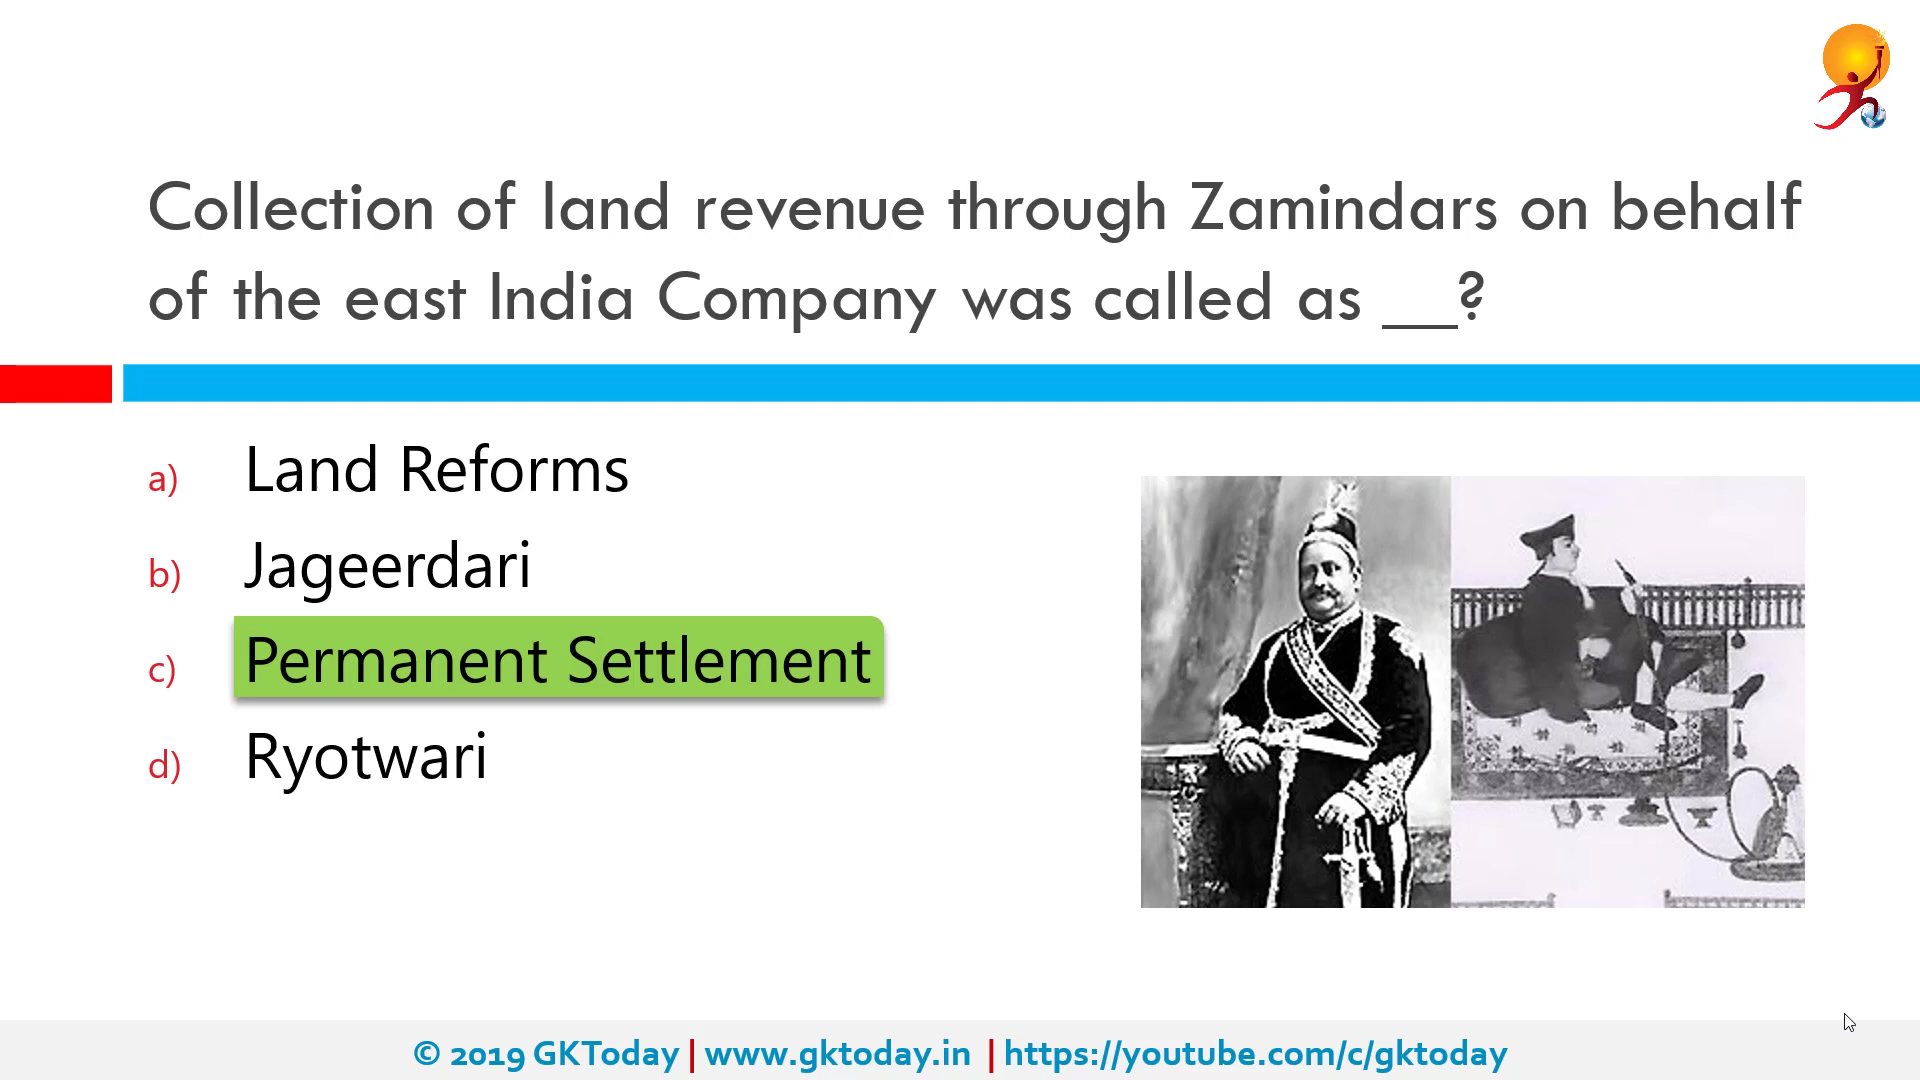 Collection of land revenue through Zamindars on behalf
of the east India Company was called as __?
a) Land Reforms
b) Jageerdari
c) Permanent Settlement
d) Ryotwari
© 2019 GKToday | www.gktoday.in | https://youtube.com/c/gktoday